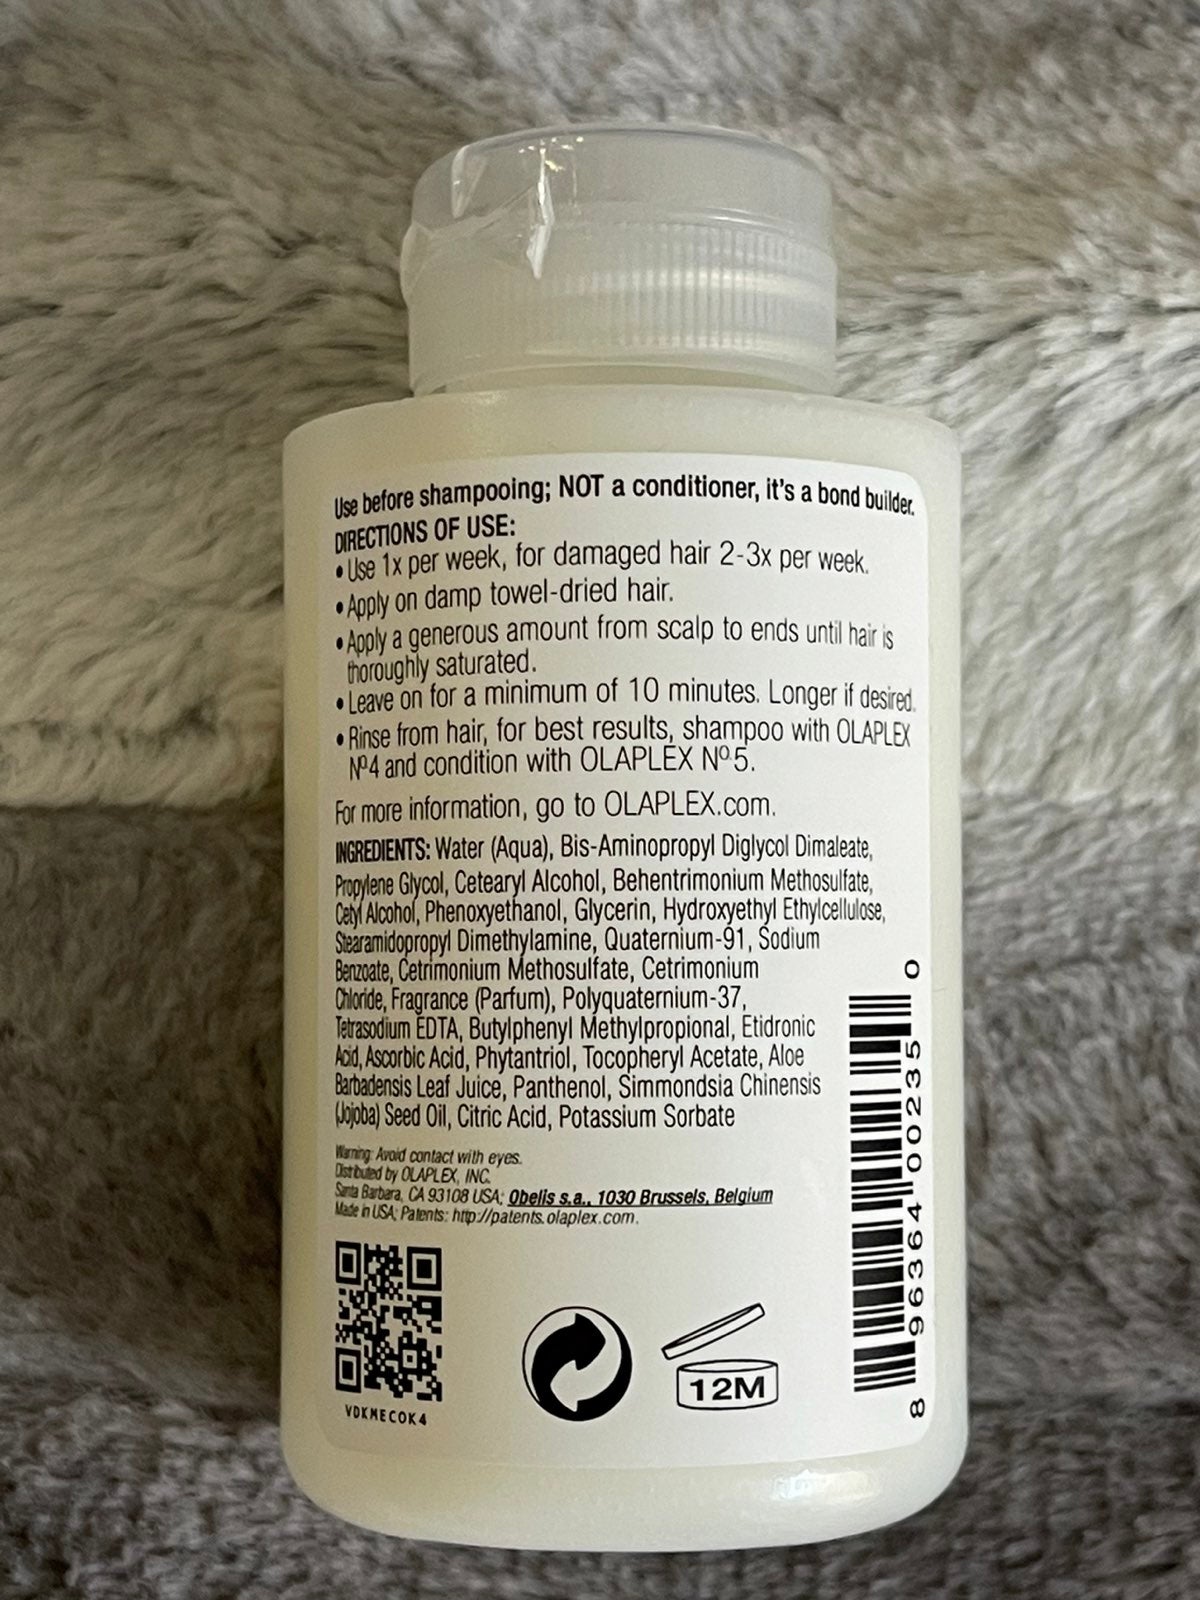 Use before shampooing; NOT a conditioner, it's a bond builder.
DIRECTIONS OF USE:
•Use 1x per week, for damaged hair 2-3x per week.
•Apply on damp towel-dried hair.
•Apply a generous amount from scalp to ends until hair is
thoroughly saturated.
•Leave on for a minimum of 10 minutes. Longer if desired.
•Rinse from hair, for best results, shampoo with OLAPLEX
Nº4 and condition with OLAPLEX Nº5.
For more information, go to OLAPLEX.com.
INGREDIENTS: Water (Aqua), Bis-Aminopropyl Diglycol Dimaleate,
Propylene Glycol, Cetearyl Alcohol, Behentrimonium Methosulfate,
Cetyl Alcohol, Phenoxyethanol, Glycerin, Hydroxyethyl Ethylcellulose,
Stearamidopropyl Dimethylamine, Quaternium-91, Sodium
Benzoate, Cetrimonium Methosulfate, Cetrimonium
Chloride, Fragrance (Parfum), Polyquaternium-37,
Tetrasodium EDTA, Butylphenyl Methylpropional, Etidronic
Acid, Ascorbic Acid, Phytantriol, Tocopheryl Acetate, Aloe
Barbadensis Leaf Juice, Panthenol, Simmondsia Chinensis
(Jojoba) Seed Oil, Citric Acid, Potassium Sorbate
Warning: Avoid contact with eyes.
Distributed by OLAPLEX, INC.
Santa Barbara, CA 93108 USA; Obelis s.a., 1030 Brussels, Belgium
Made in USA; Patents: http://patents.olaplex.com.
VDKMECOK4
12M
8 96364 00235 0